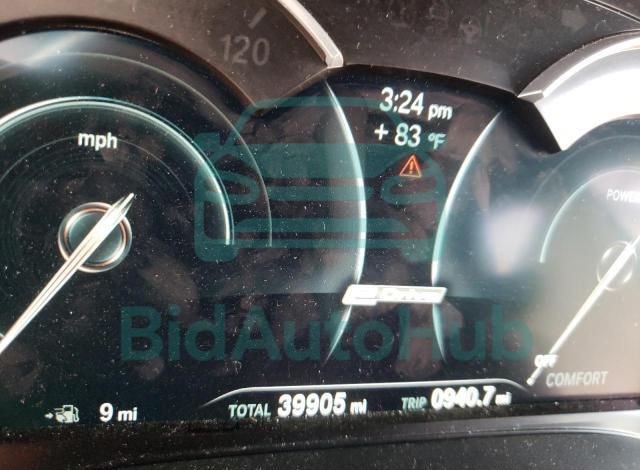 120
3:24 pm
+ 83 °F
mph
POWER
BidAutoHub
OFF
COMFORT
9 mi
TOTAL 39905 mi
TRIP 0940.7 mi